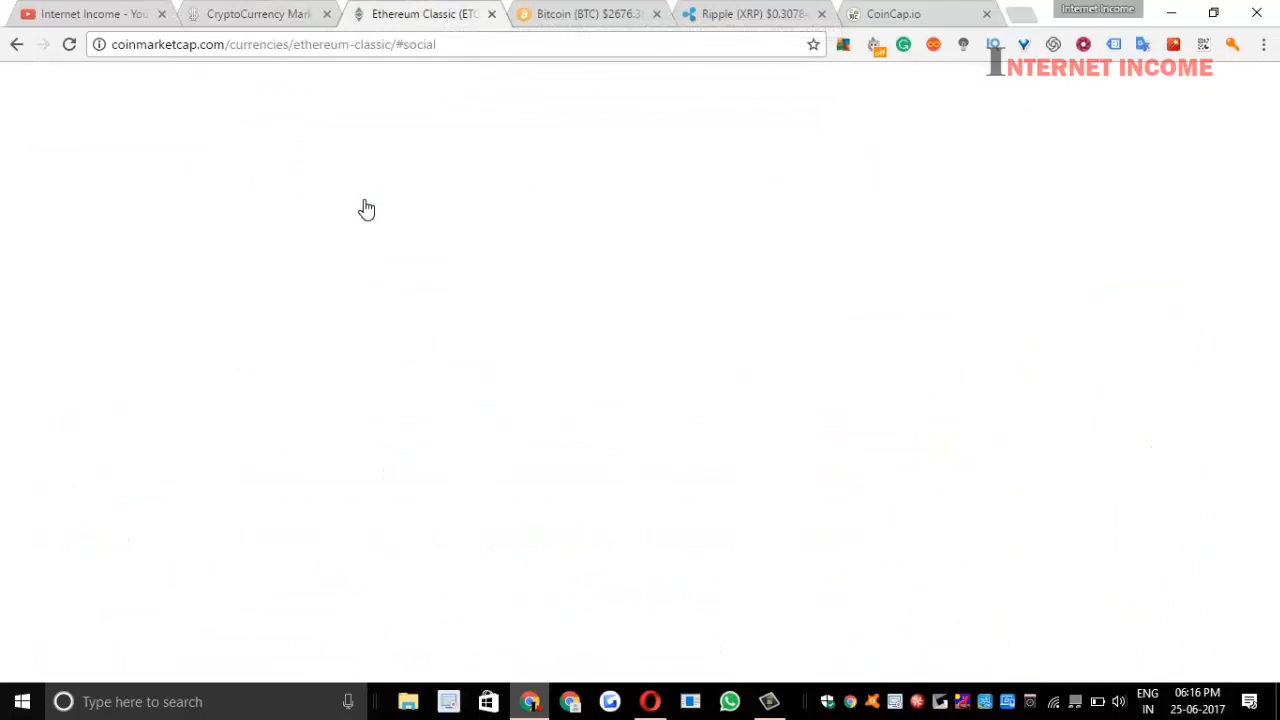 Internet Income - You
CryptoCurrency Mark
Ethereum Classic (ETC
Bitcoin (BTC) $2676.3
Ripple (XRP) $0.3078
CoinCap.io
Internet Income
coinmarketcap.com/currencies/ethereum-classic/#social
off
INTERNET INCOME
Type here to search
ENG
IN
06:16 PM
25-06-2017